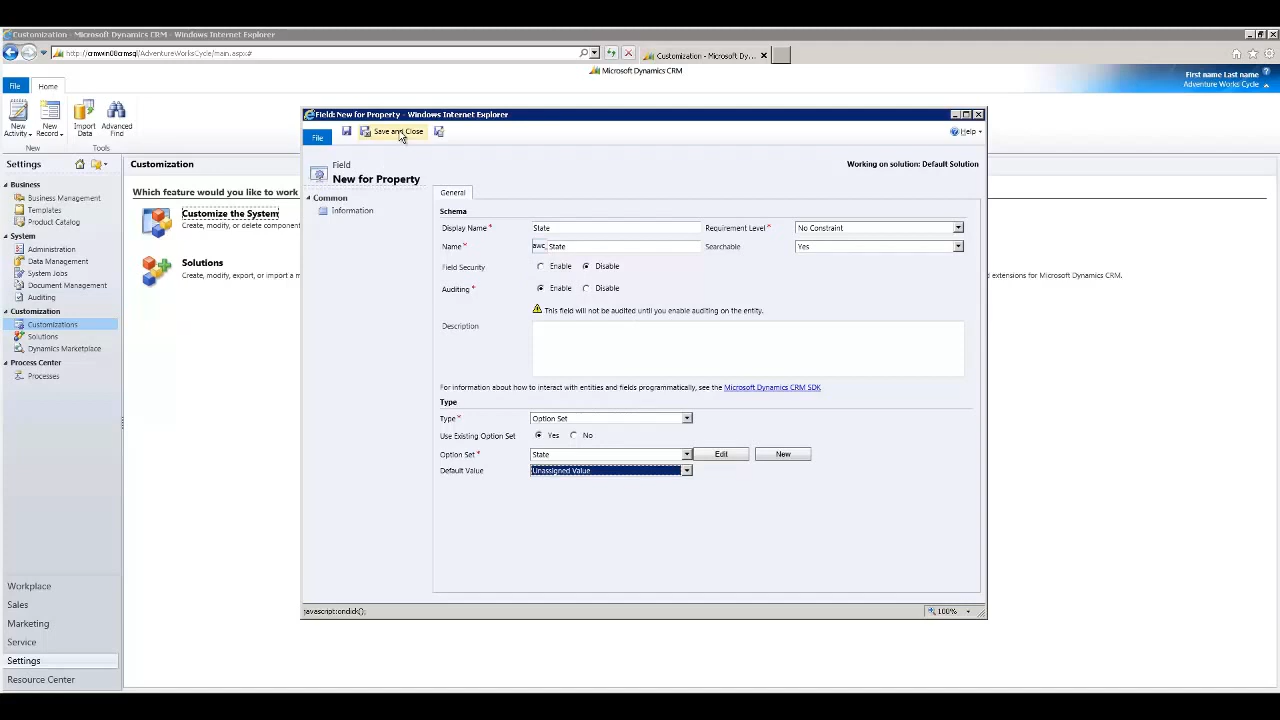 Customization - Microsoft Dynamics CRM - Windows Internet Explorer
http://crmwin08crmsql/AdventureWorksCycle/main.aspx#
Customization - Microsoft Dy...
Microsoft Dynamics CRM
File
Home
First name Last name
Adventure Works Cycle
New Activity
New Record
Import Data
Advanced Find
New
Tools
Settings
Business
Business Management
Templates
Product Catalog
System
Administration
Data Management
System Jobs
Document Management
Auditing
Customization
Customizations
Solutions
Dynamics Marketplace
Process Center
Processes
Workplace
Sales
Marketing
Service
Settings
Resource Center
Customization
Which feature would you like to work
Customize the System
Create, modify, or delete component
Solutions
Create, modify, export, or import a m
d extensions for Microsoft Dynamics CRM.
Field: New for Property - Windows Internet Explorer
File
Save and Close
Help
Field
New for Property
Working on solution: Default Solution
Common
Information
General
Schema
Display Name *
State
Requirement Level *
No Constraint
Name *
awc_ State
Searchable
Yes
Field Security
Enable
Disable
Auditing *
Enable
Disable
This field will not be audited until you enable auditing on the entity.
Description
For information about how to interact with entities and fields programmatically, see the Microsoft Dynamics CRM SDK
Type
Type *
Option Set
Use Existing Option Set
Yes
No
Option Set *
State
Edit
New
Default Value
Unassigned Value
javascript:onclick();
100%